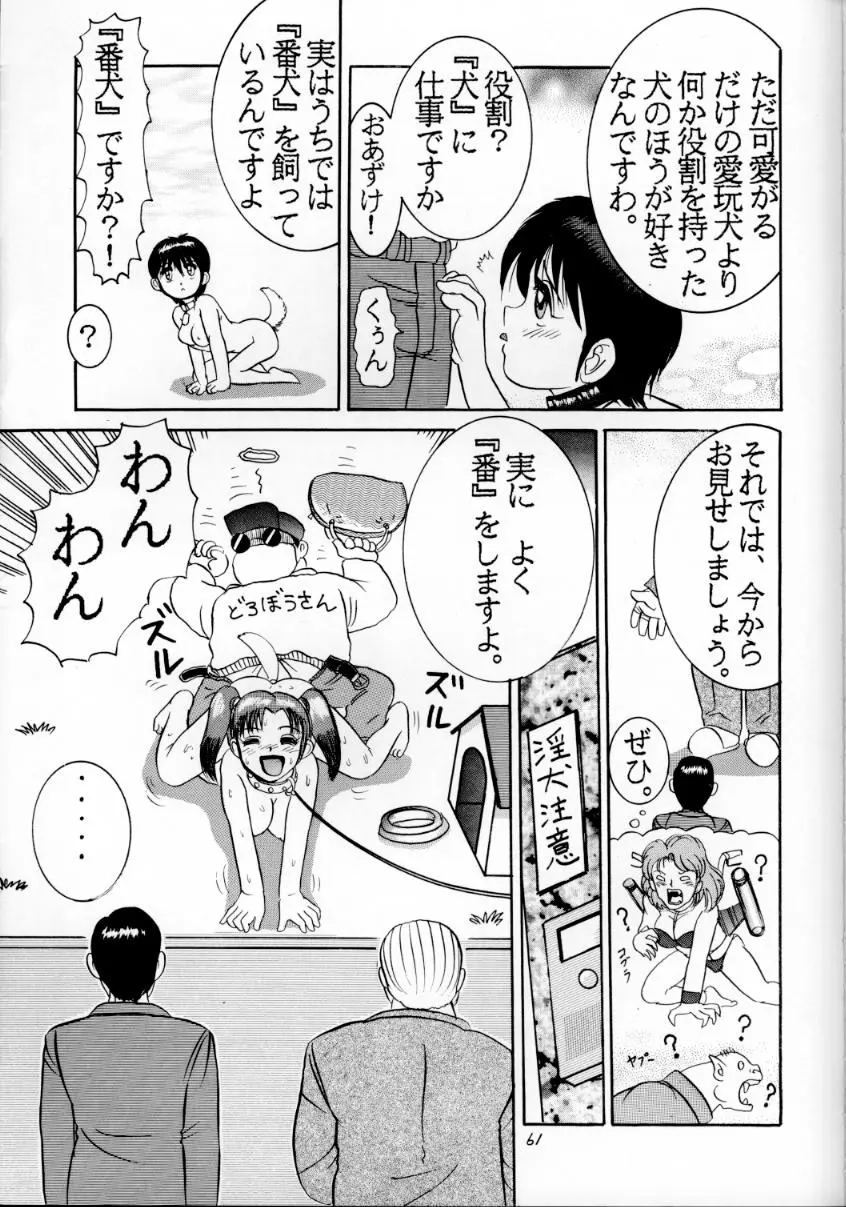 ただ可愛がる
だけの愛玩犬より
何か役割を持った
犬のほうが好き
なんですわ。
役割？
『犬』に
仕事ですか
おあずけ！
くぅん
実はうちでは
『番犬』を飼って
いるんですよ
『番犬』ですか？！
？
それでは、今から
お見せしましょう。
ぜひ。
？
？
？
？
？
？
コブラ
ヤプー
実に よく
『番』をしますよ。
淫犬注意
わん
わん
どろぼうさん
ズル
ズル
・・・・・
61